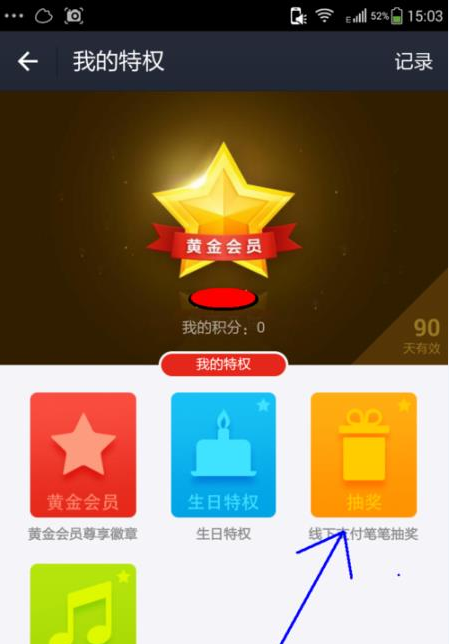 52% 15:03
我的特权 记录
黄金会员
我的积分：0
90
天有效
我的特权
黄金会员 生日特权 抽奖
黄金会员尊享徽章 生日特权 线下支付笔笔抽奖